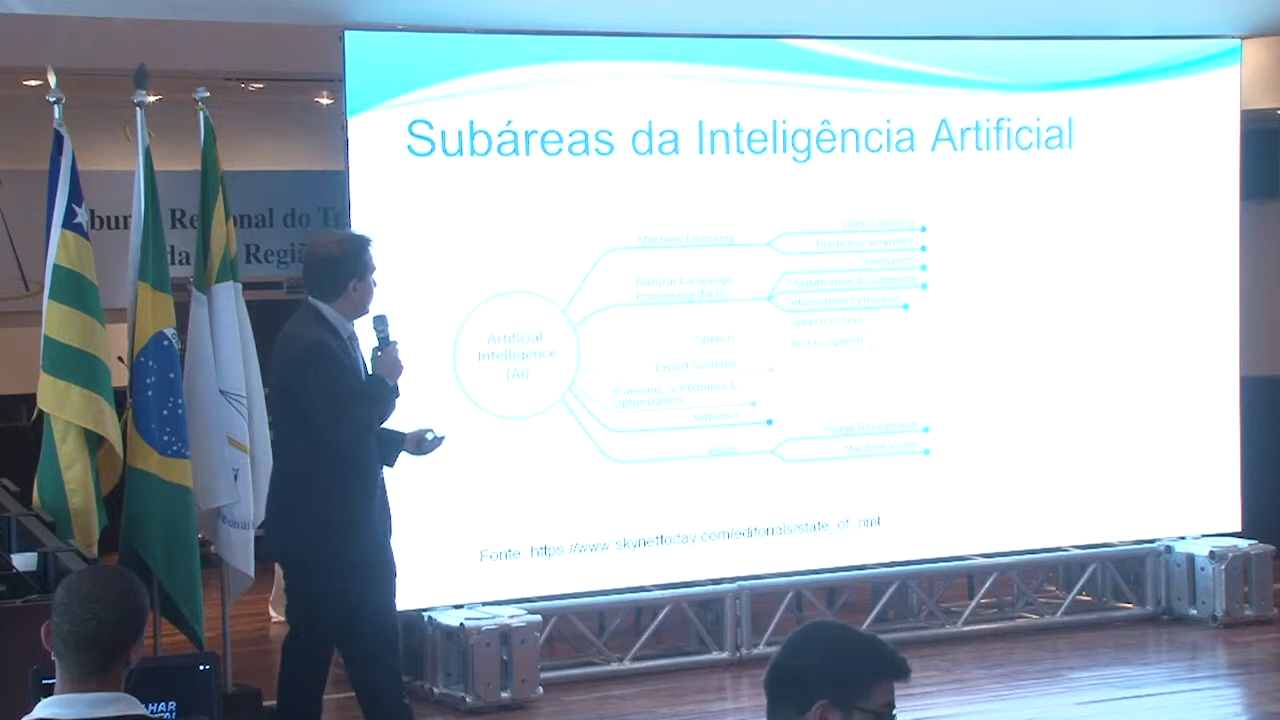 Subáreas da Inteligência Artificial
Deep Learning
Machine Learning
Predictive Analytics
Translation
Natural Language
Processing (NLP)
Classification & Clustering
Information Extraction
Speech to Text
Speech
Text to Speech
Artificial
Intelligence
(AI)
Expert Systems
Planning, Scheduling &
Optimization
Robotics
Image Recognition
Vision
Machine Vision
Fonte: https://www.skynettoday.com/editorials/state_of_nmt
do
da